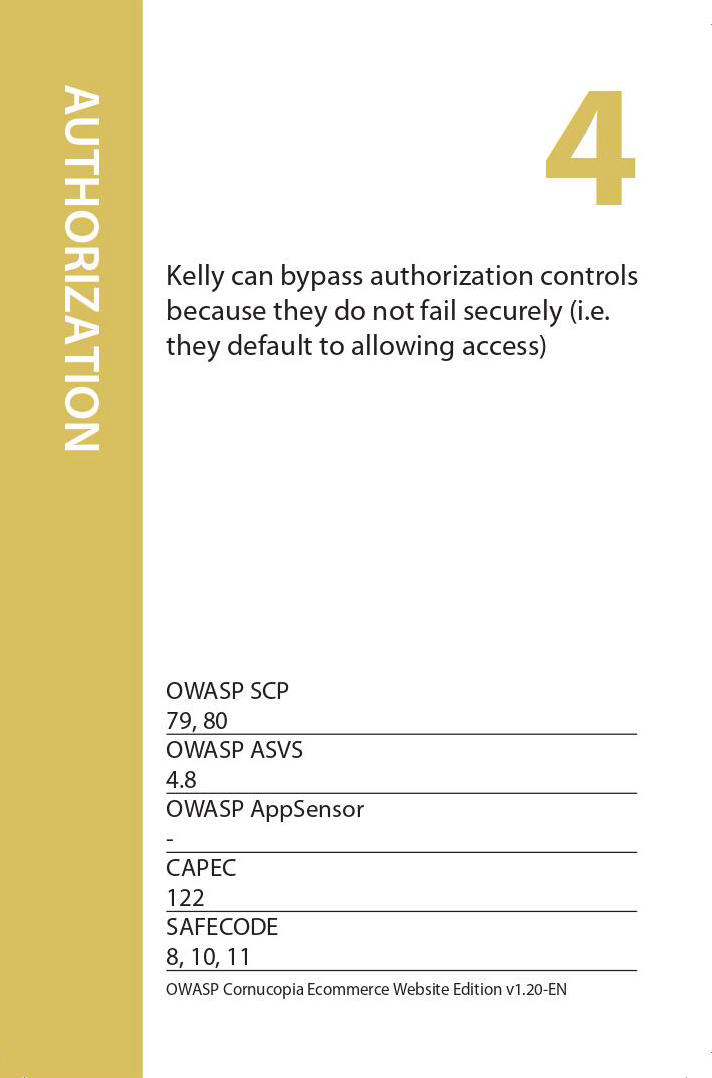 AUTHORIZATION
4
Kelly can bypass authorization controls
because they do not fail securely (i.e.
they default to allowing access)
OWASP SCP
79, 80
OWASP ASVS
4.8
OWASP AppSensor
-
CAPEC
122
SAFECODE
8, 10, 11
OWASP Cornucopia Ecommerce Website Edition v1.20-EN